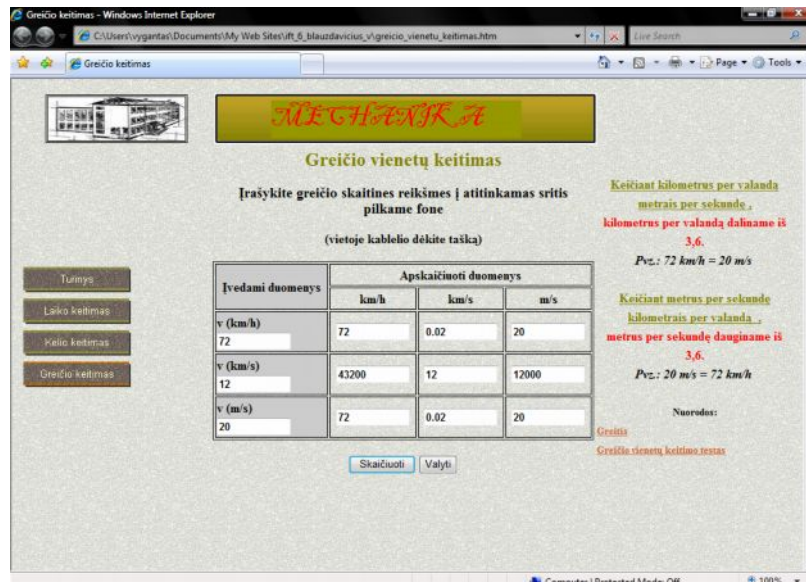 Greičio keitimas - Windows Internet Explorer
C:\Users\vygantas\Documents\My Web Sites\ift_6_blauzdavicius_v\greicio_vienetu_keitimas.htm
Live Search
Greičio keitimas
Page
Tools
MECHANIKA
Greičio vienetų keitimas
Įrašykite greičio skaitines reikšmes į atitinkamas sritis
pilkame fone
(vietoje kablelio dėkite tašką)
Turinys
Laiko keitimas
Kelio keitimas
Greičio keitimas
Įvedami duomenys
Apskaičiuoti duomenys
km/h km/s m/s
v (km/h)
72 72 0.02 20
v (km/s)
12 43200 12 12000
v (m/s)
20 72 0.02 20
Skaičiuoti Valyti
Keičiant kilometrus per valandą
metrais per sekundę ,
kilometrus per valandą daliname iš
3,6.
Pvz.: 72 km/h = 20 m/s
Keičiant metrus per sekundę
kilometrais per valandą ,
metrus per sekundę dauginame iš
3,6.
Pvz.: 20 m/s = 72 km/h
Nuorodos:
Greitis
Greičio vienetų keitimo testas
Computer | Protected Mode: Off
100%